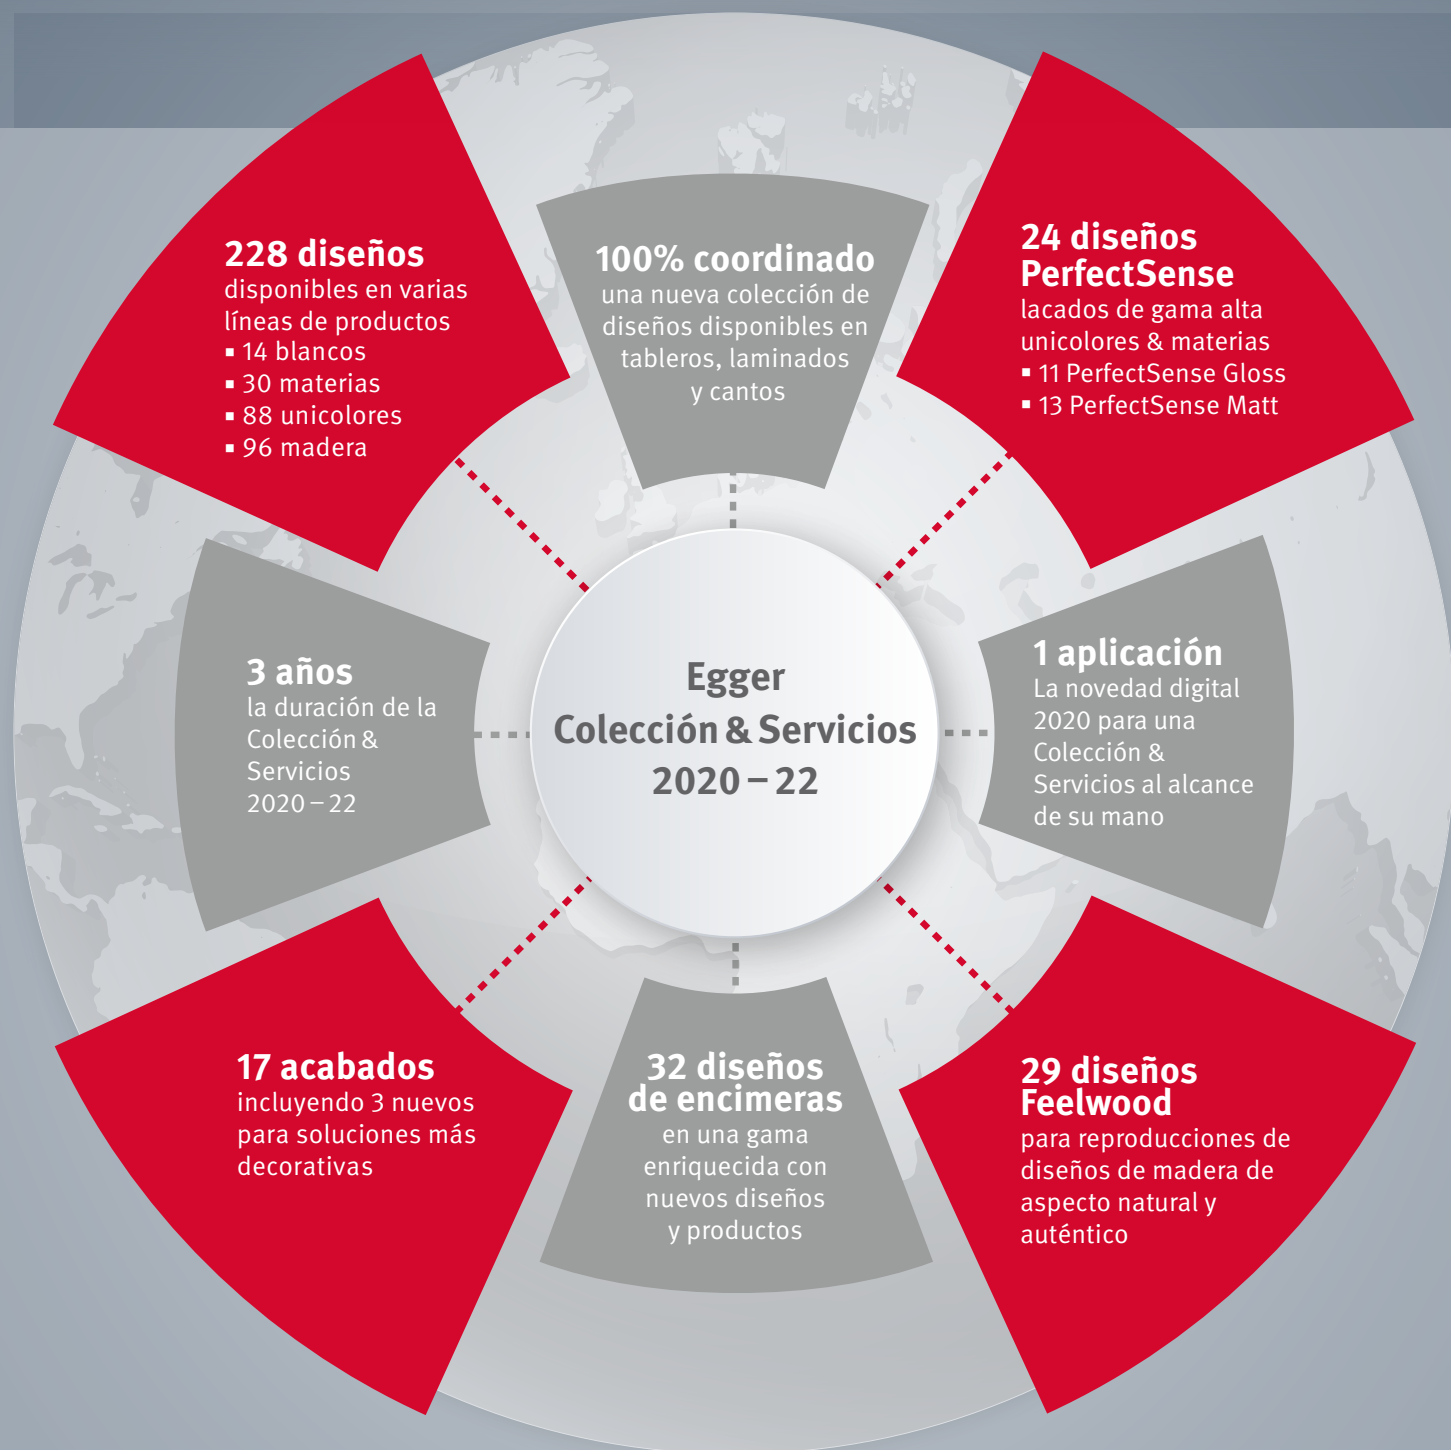 228 diseños
disponibles en varias
líneas de productos
▪ 14 blancos
▪ 30 materias
▪ 88 unicolores
▪ 96 madera
100% coordinado
una nueva colección de
diseños disponibles en
tableros, laminados
y cantos
24 diseños
PerfectSense
lacados de gama alta
unicolores & materias
▪ 11 PerfectSense Gloss
▪ 13 PerfectSense Matt
3 años
la duración de la
Colección &
Servicios
2020 – 22
Egger
Colección & Servicios
2020 – 22
1 aplicación
La novedad digital
2020 para una
Colección &
Servicios al alcance
de su mano
17 acabados
incluyendo 3 nuevos
para soluciones más
decorativas
32 diseños
de encimeras
en una gama
enriquecida con
nuevos diseños
y productos
29 diseños
Feelwood
para reproducciones de
diseños de madera de
aspecto natural y
auténtico